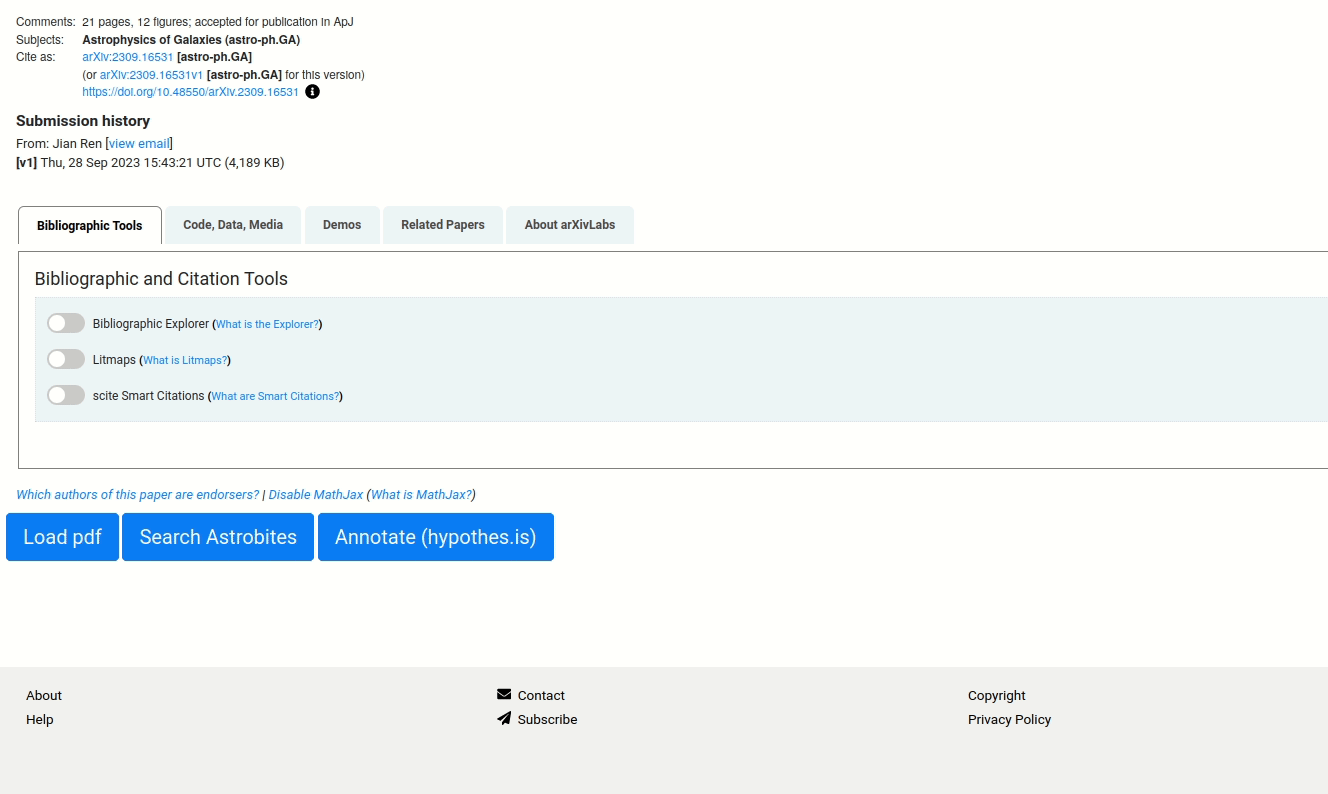 Comments: 21 pages, 12 figures; accepted for publication in ApJ
Subjects: Astrophysics of Galaxies (astro-ph.GA)
Cite as: arXiv:2309.16531 [astro-ph.GA]
(or arXiv:2309.16531v1 [astro-ph.GA] for this version)
https://doi.org/10.48550/arXiv.2309.16531
Submission history
From: Jian Ren [view email]
[v1] Thu, 28 Sep 2023 15:43:21 UTC (4,189 KB)
Bibliographic Tools Code, Data, Media Demos Related Papers About arXivLabs
Bibliographic and Citation Tools
Bibliographic Explorer (What is the Explorer?)
Litmaps (What is Litmaps?)
scite Smart Citations (What are Smart Citations?)
Which authors of this paper are endorsers? | Disable MathJax (What is MathJax?)
Load pdf Search Astrobites Annotate (hypothes.is)
About Contact Copyright
Help Subscribe Privacy Policy